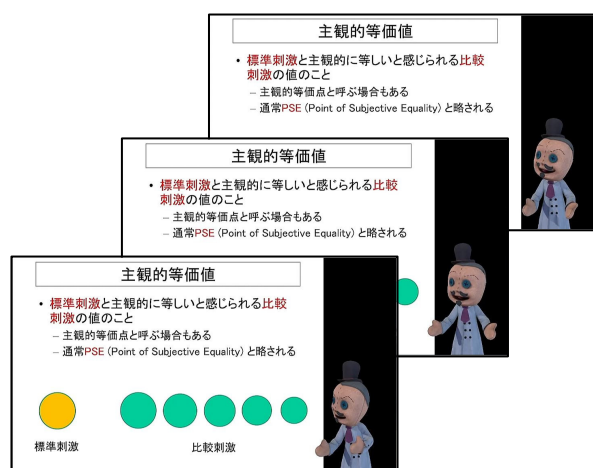 主観的等価値
• 標準刺激と主観的に等しいと感じられる比較
刺激の値のこと
– 主観的等価点と呼ぶ場合もある
– 通常PSE (Point of Subjective Equality) と略される
主観的等価値
• 標準刺激と主観的に等しいと感じられる比較
刺激の値のこと
– 主観的等価点と呼ぶ場合もある
– 通常PSE (Point of Subjective Equality) と略される
主観的等価値
• 標準刺激と主観的に等しいと感じられる比較
刺激の値のこと
– 主観的等価点と呼ぶ場合もある
– 通常PSE (Point of Subjective Equality) と略される
標準刺激 比較刺激